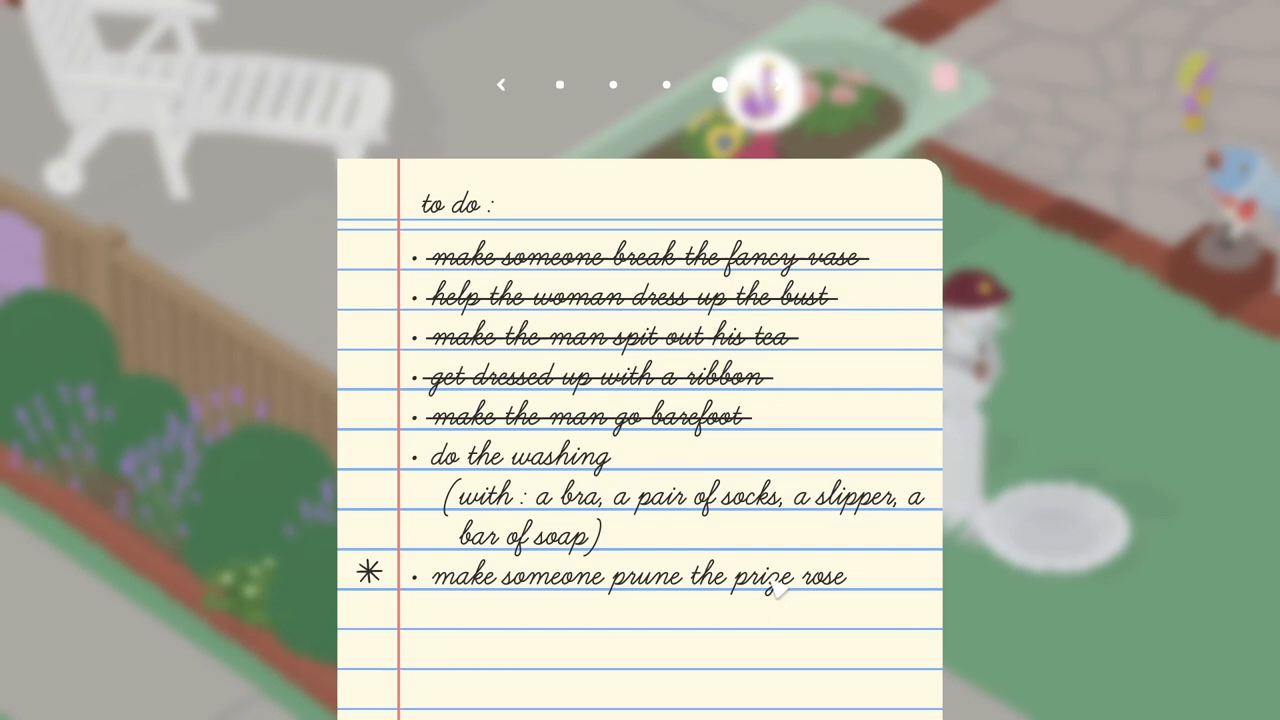 to do :
• make someone break the fancy vase
• help the woman dress up the bust
• make the man spit out his tea
• get dressed up with a ribbon
• make the man go barefoot
• do the washing
(with : a bra, a pair of socks, a slipper, a
bar of soap)
* • make someone prune the prize rose